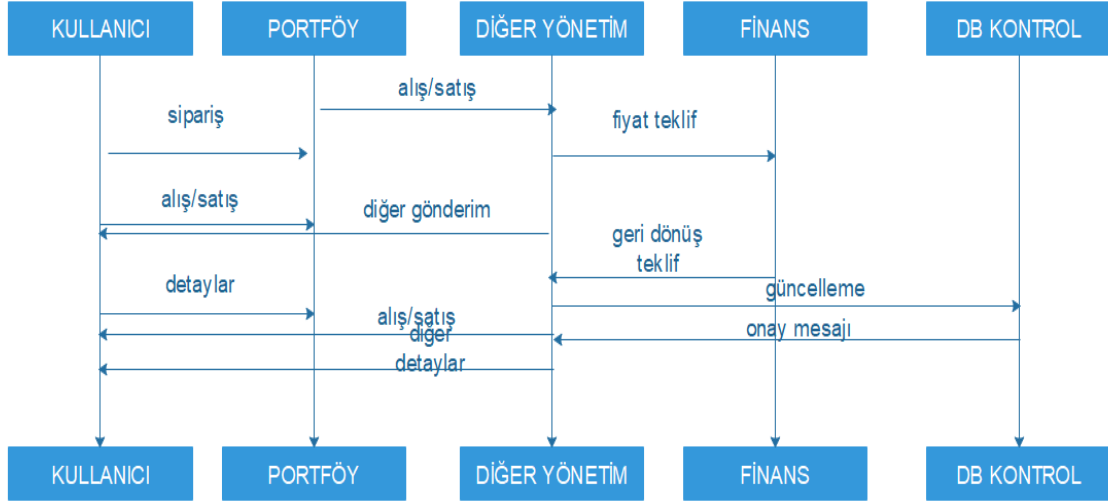 KULLANICI
PORTFÖY
DİĞER YÖNETİM
FİNANS
DB KONTROL
alış/satış
sipariş
fiyat teklif
alış/satış
diğer gönderim
geri dönüş
teklif
detaylar
güncelleme
alış/satış
onay mesajı
diğer
detaylar
KULLANICI
PORTFÖY
DİĞER YÖNETİM
FİNANS
DB KONTROL